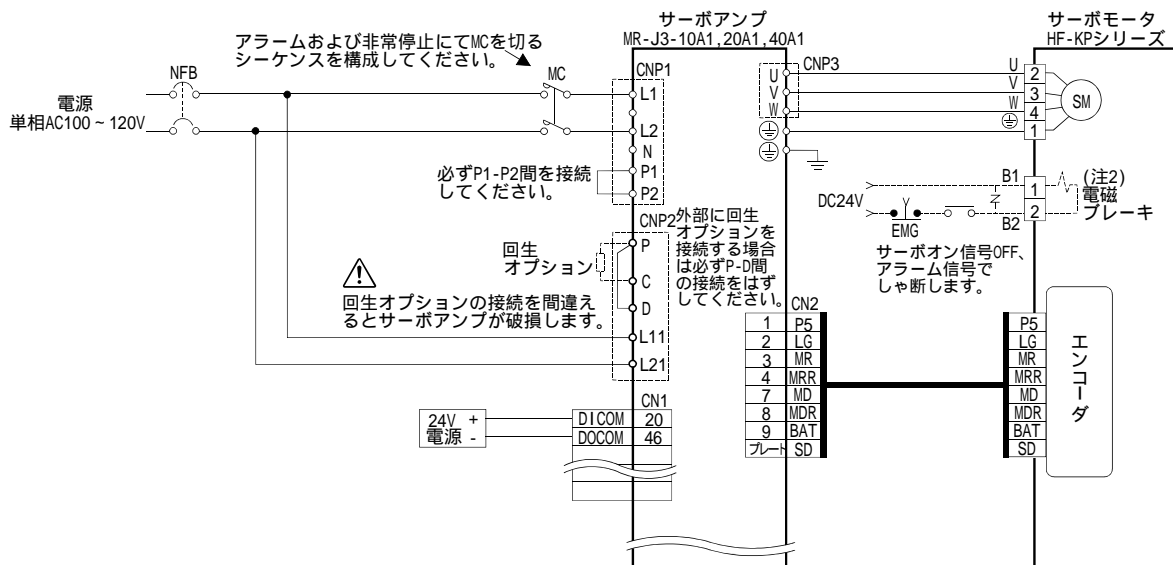 サーボアンプ
MR-J3-10A1,20A1,40A1
サーボモータ
HF-KPシリーズ
アラームおよび非常停止にてMCを切る
シーケンスを構成してください。
NFB
MC
電源
単相AC100~120V
CNP1
L1
L2
N
P1
P2
必ずP1-P2間を接続
してください。
CNP3
U
V
W
U
V
W
2
3
4
1
SM
DC24V
EMG
B1
B2
1
2
(注2)
電磁
ブレーキ
サーボオン信号OFF、
アラーム信号で
しゃ断します。
CNP2
P
C
D
L11
L21
回生
オプション
外部に回生
オプションを
接続する場合
は必ずP-D間
の接続をはず
してください。
回生オプションの接続を間違え
るとサーボアンプが破損します。
CN2
1 P5
2 LG
3 MR
4 MRR
7 MD
8 MDR
9 BAT
プレート SD
P5
LG
MR
MRR
MD
MDR
BAT
SD
エンコーダ
CN1
24V +
電源 -
DICOM 20
DOCOM 46